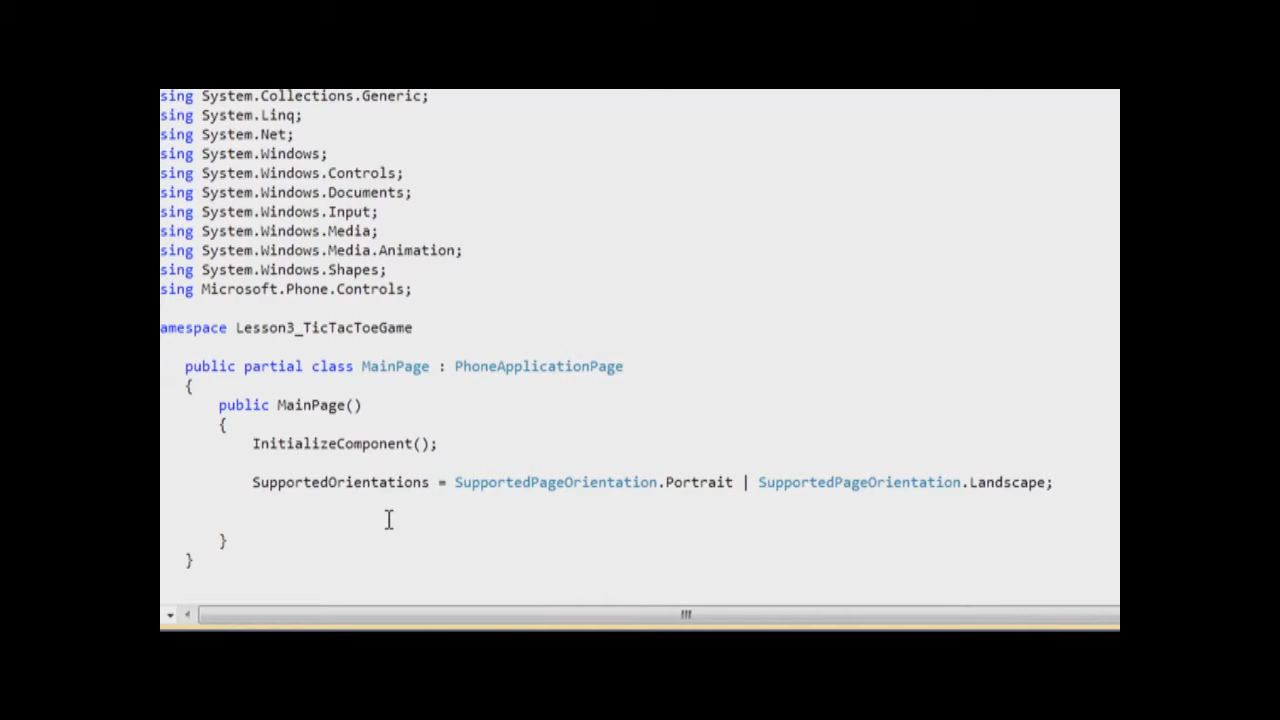 sing System.Collections.Generic;
sing System.Linq;
sing System.Net;
sing System.Windows;
sing System.Windows.Controls;
sing System.Windows.Documents;
sing System.Windows.Input;
sing System.Windows.Media;
sing System.Windows.Media.Animation;
sing System.Windows.Shapes;
sing Microsoft.Phone.Controls;
amespace Lesson3_TicTacToeGame
public partial class MainPage : PhoneApplicationPage
{
public MainPage()
{
InitializeComponent();
SupportedOrientations = SupportedPageOrientation.Portrait | SupportedPageOrientation.Landscape;
}
}